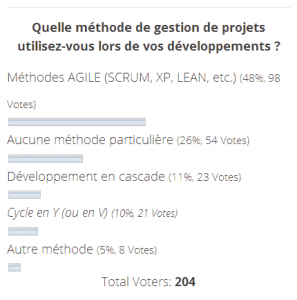 Quelle méthode de gestion de projets
utilisez-vous lors de vos développements ?
Méthodes AGILE (SCRUM, XP, LEAN, etc.) (48%, 98
Votes)
Aucune méthode particulière (26%, 54 Votes)
Développement en cascade (11%, 23 Votes)
Cycle en Y (ou en V) (10%, 21 Votes)
Autre méthode (5%, 8 Votes)
Total Voters: 204